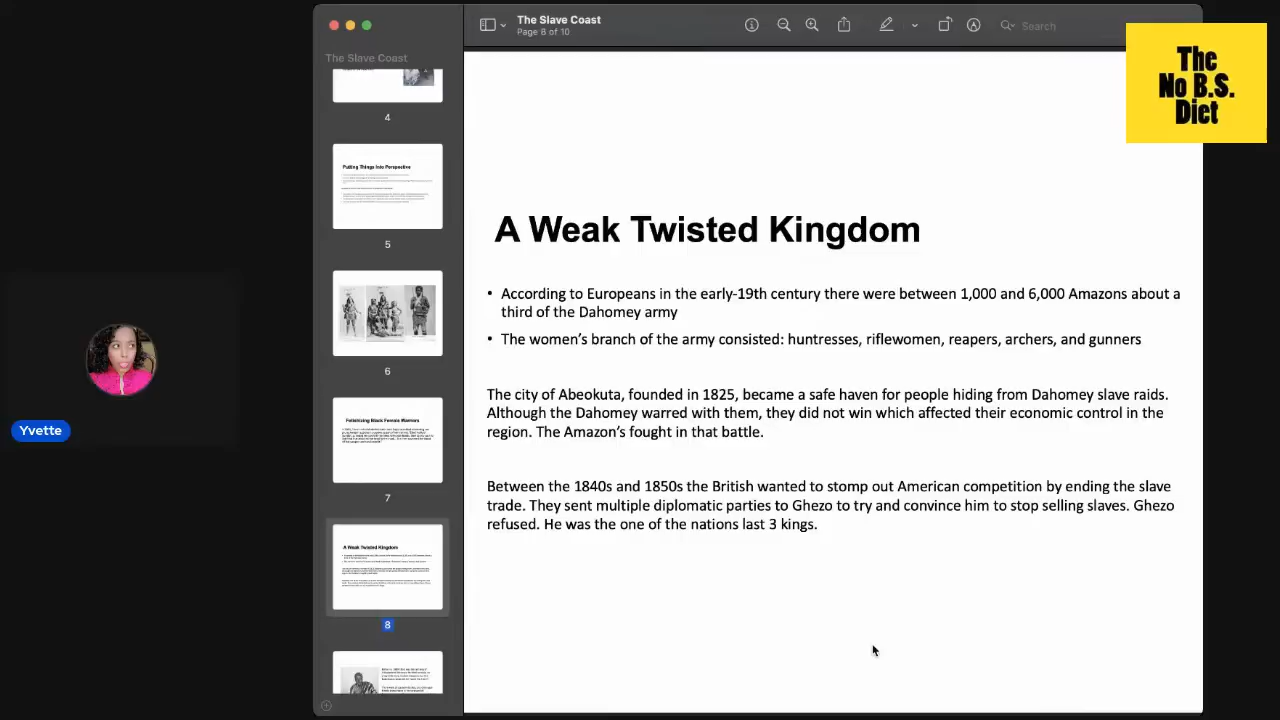 The Slave Coast
Page 8 of 10
Search
The
No B.S.
Diet
The Slave Coast
4
Putting Things Into Perspective
5
6
Fetishizing Black Female Warriors
7
A Weak Twisted Kingdom
8
A Weak Twisted Kingdom
• According to Europeans in the early-19th century there were between 1,000 and 6,000 Amazons about a
third of the Dahomey army
• The women's branch of the army consisted: huntresses, riflewomen, reapers, archers, and gunners
The city of Abeokuta, founded in 1825, became a safe haven for people hiding from Dahomey slave raids.
Although the Dahomey warred with them, they did not win which affected their economic control in the
region. The Amazon's fought in that battle.
Between the 1840s and 1850s the British wanted to stomp out American competition by ending the slave
trade. They sent multiple diplomatic parties to Ghezo to try and convince him to stop selling slaves. Ghezo
refused. He was the one of the nations last 3 kings.
Yvette